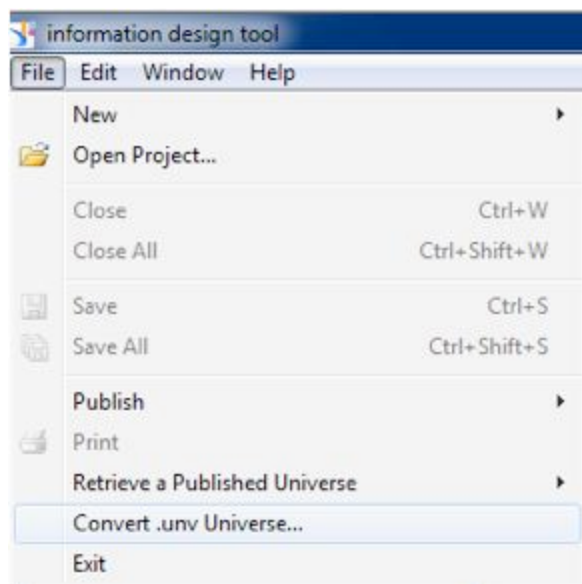 information design tool
File Edit Window Help
New
Open Project...
Close Ctrl+W
Close All Ctrl+Shift+W
Save Ctrl+S
Save All Ctrl+Shift+S
Publish
Print
Retrieve a Published Universe
Convert .unv Universe...
Exit